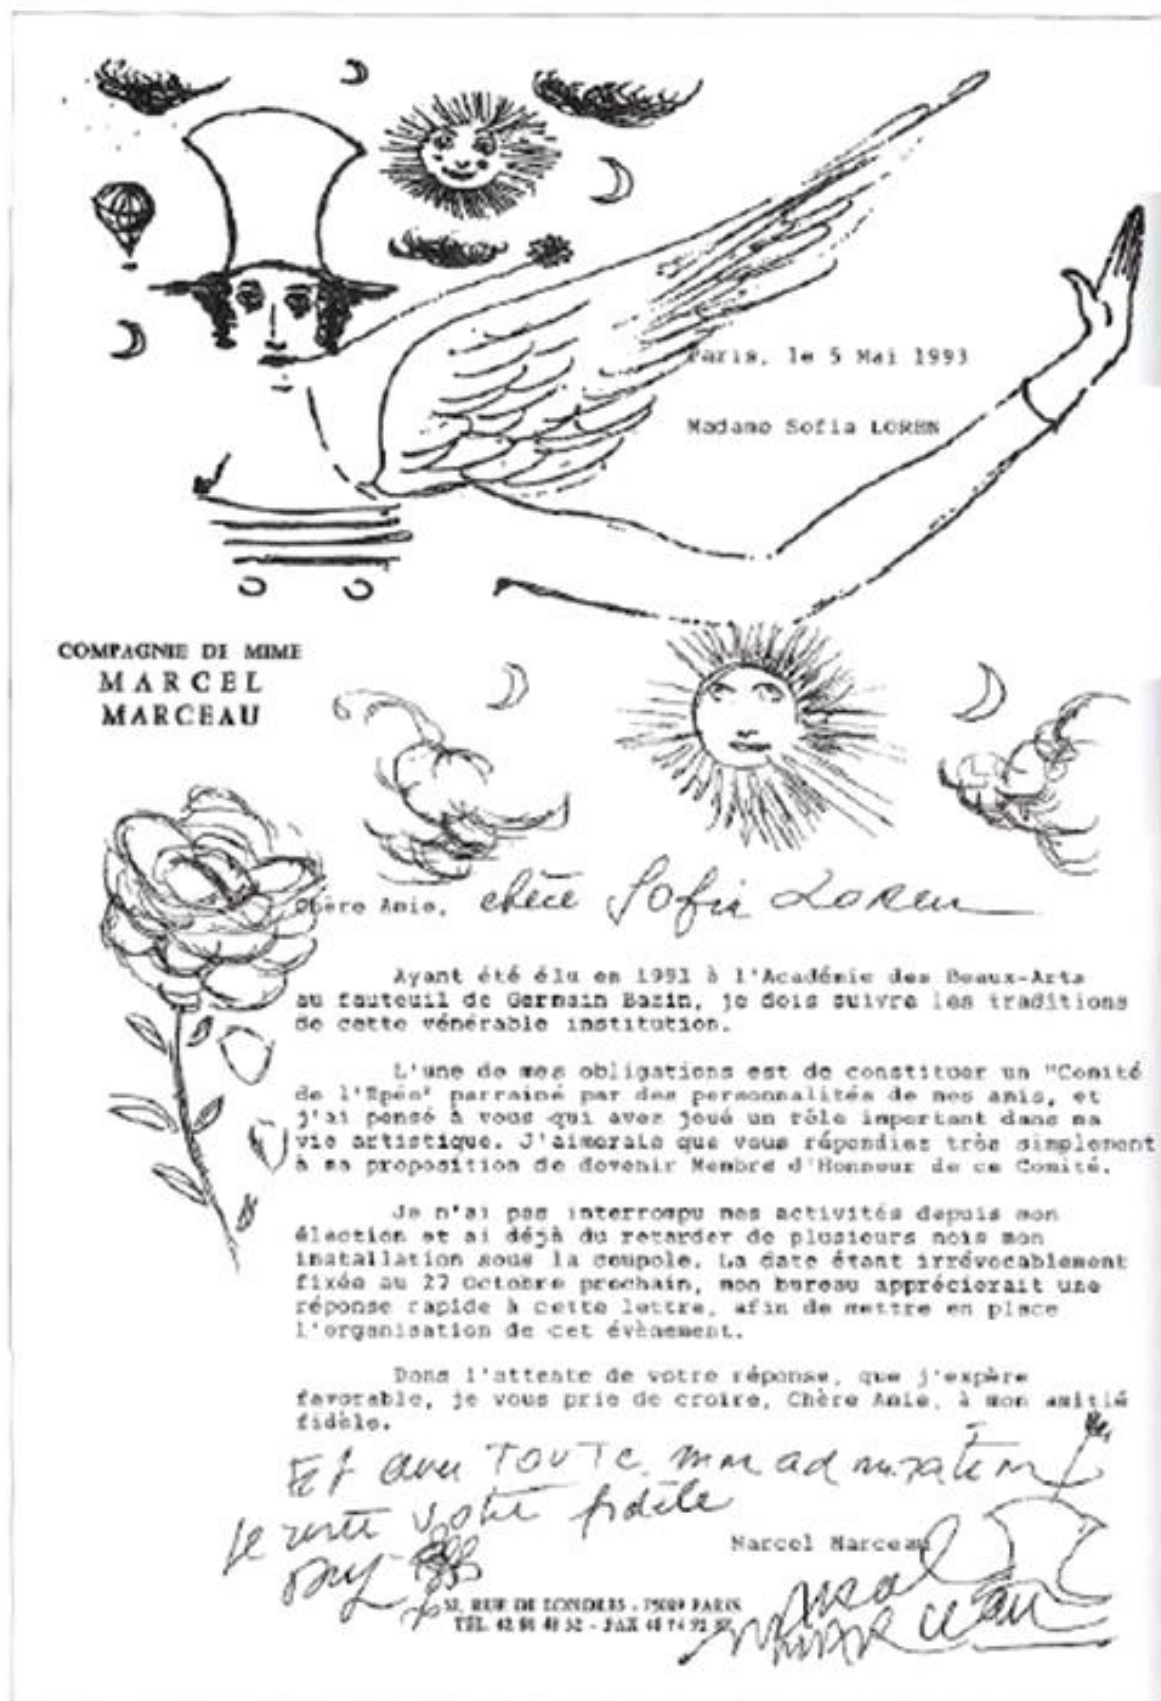 Paris, le 5 Mai 1993
Madame Sofia LOREN
COMPAGNIE DE MIME
MARCEL
MARCEAU
Chère Amie, chère Sofia Loren
Ayant été élu en 1991 à l'Académie des Beaux-Arts
au fauteuil de Germain Bazin, je dois suivre les traditions
de cette vénérable institution.
L'une de mes obligations est de constituer un "Comité
de l'Epée" parrainé par des personnalités de mes amis, et
j'ai pensé à vous qui avez joué un rôle important dans ma
vie artistique. J'aimerais que vous répondiez très simplement
à ma proposition de devenir Membre d'Honneur de ce Comité.
Je n'ai pas interrompu mes activités depuis mon
élection et ai déjà du retarder de plusieurs mois mon
installation sous la coupole. La date étant irrévocablement
fixée au 27 Octobre prochain, mon bureau apprécierait une
réponse rapide à cette lettre, afin de mettre en place
l'organisation de cet évènement.
Dans l'attente de votre réponse, que j'espère
favorable, je vous prie de croire, Chère Amie, à mon amitié
fidèle.
Et avec TOUTE mon admiration
Je reste votre fidèle
Marcel Marceau
Marcel
MARCEAU
RUE DE LONDRES - 75009 PARIS
TÉL. - FAX